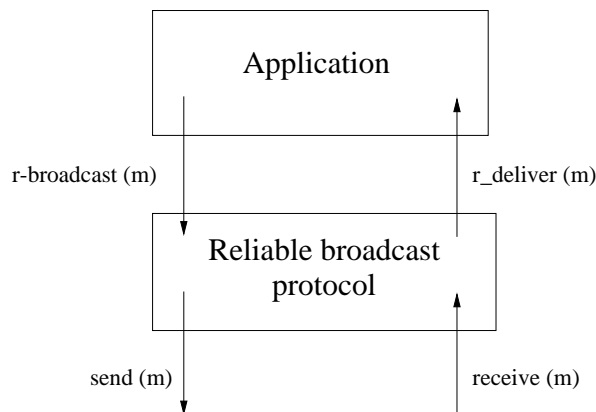 Application
r-broadcast (m)
r_deliver (m)
Reliable broadcast
protocol
send (m)
receive (m)